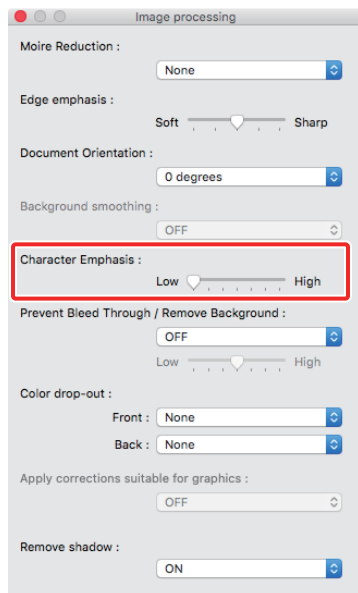 Image processing
Moire Reduction :
None
Edge emphasis :
Soft Sharp
Document Orientation :
0 degrees
Background smoothing :
OFF
Character Emphasis :
Low High
Prevent Bleed Through / Remove Background :
OFF
Low High
Color drop-out :
Front : None
Back : None
Apply corrections suitable for graphics :
OFF
Remove shadow :
ON